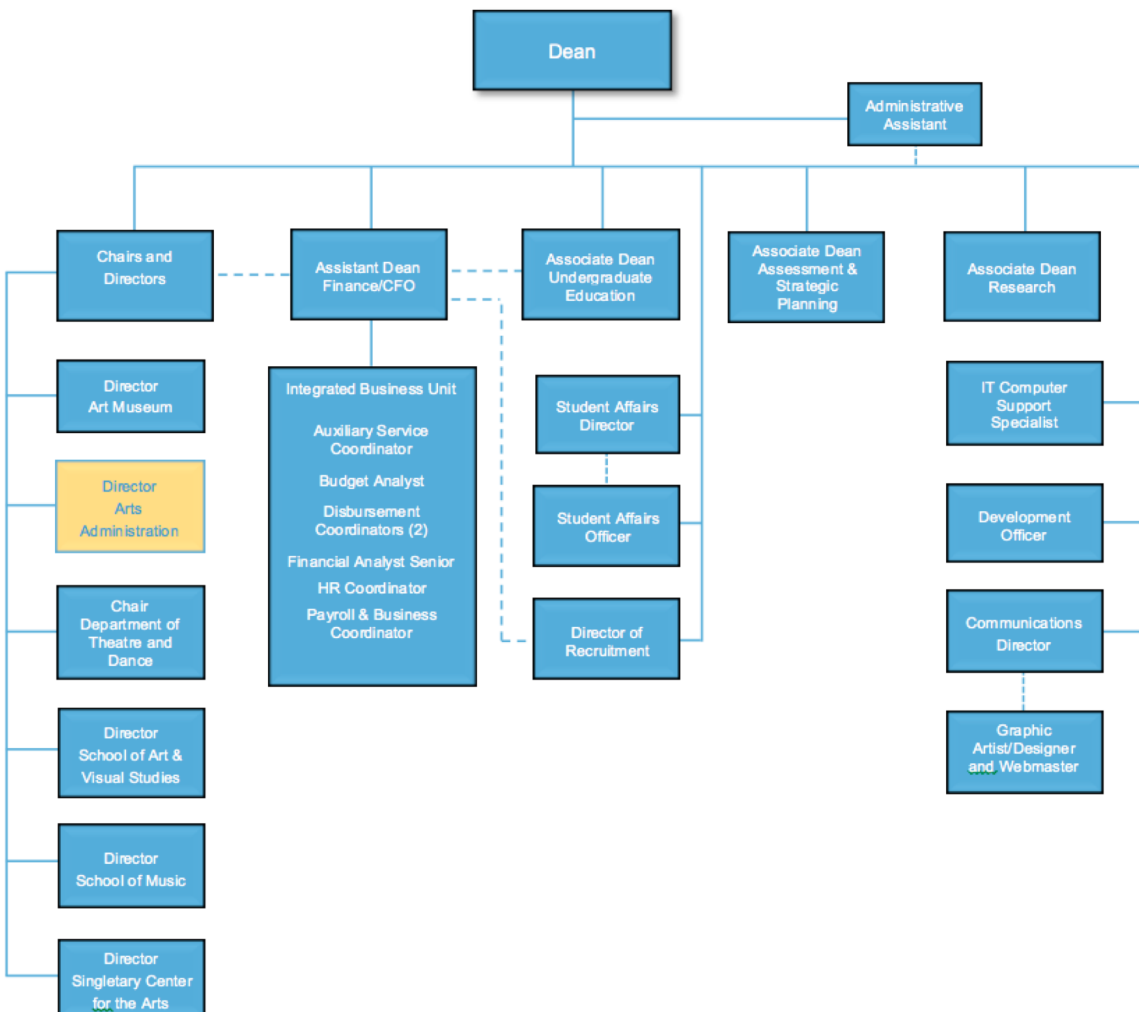 Dean
Administrative
Assistant
Chairs and
Directors
Assistant Dean
Finance/CFO
Associate Dean
Undergraduate
Education
Associate Dean
Assessment &
Strategic
Planning
Associate Dean
Research
Director
Art Museum
Director
Arts
Administration
Chair
Department of
Theatre and
Dance
Director
School of Art &
Visual Studies
Director
School of Music
Director
Singletary Center
for the Arts
Integrated Business Unit
Auxiliary Service
Coordinator
Budget Analyst
Disbursement
Coordinators (2)
Financial Analyst Senior
HR Coordinator
Payroll & Business
Coordinator
Student Affairs
Director
Student Affairs
Officer
Director of
Recruitment
IT Computer
Support
Specialist
Development
Officer
Communications
Director
Graphic
Artist/Designer
and Webmaster